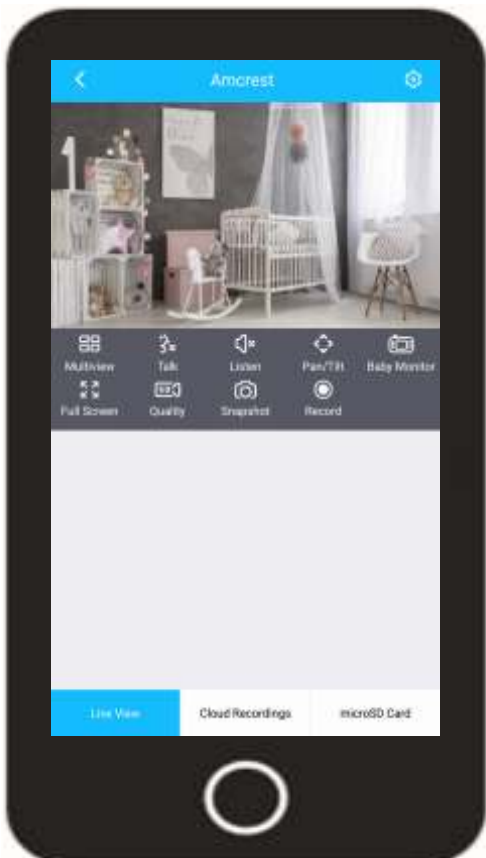 Amcrest
Multiview Talk Listen Pan/Tilt Baby Monitor
Full Screen Quality Snapshot Record
Live View Cloud Recordings microSD Card